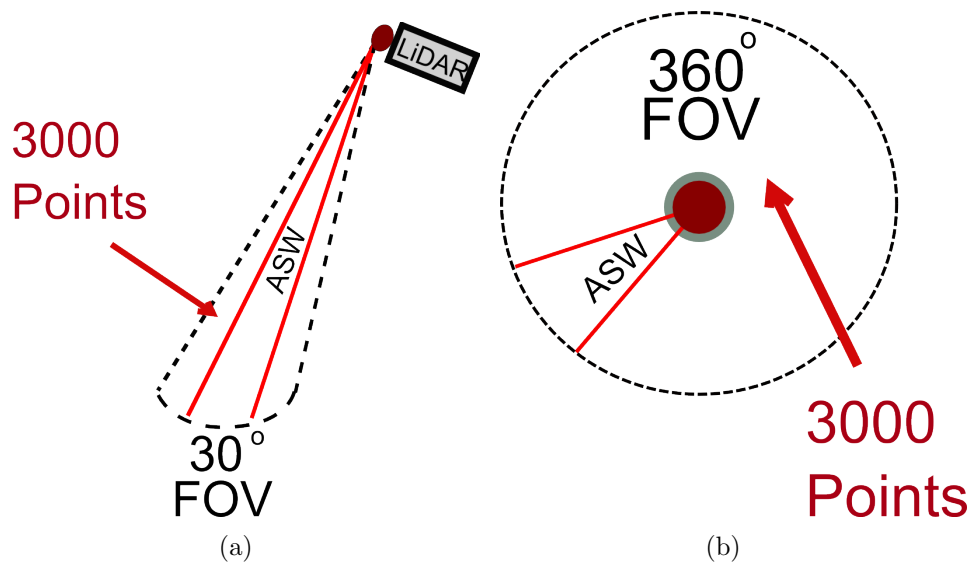 LiDAR
3000
Points
ASW
30°
FOV
(a)
360°
FOV
ASW
3000
Points
(b)